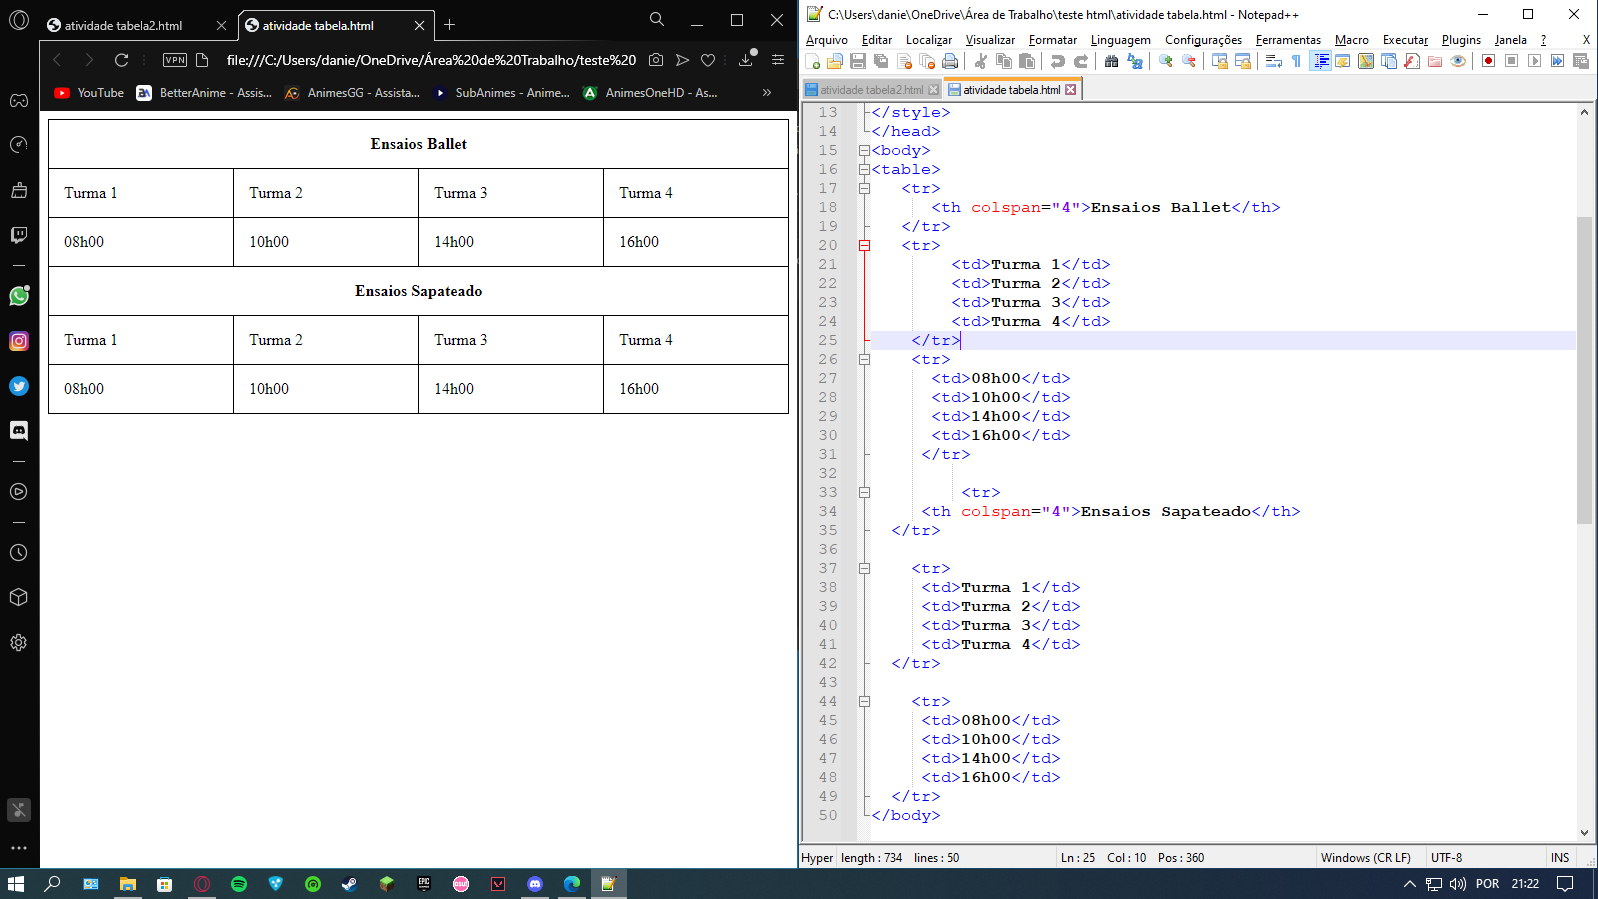 atividade tabela2.html
atividade tabela.html
VPN
file:///C:/Users/danie/OneDrive/Área%20de%20Trabalho/teste%20
YouTube
BetterAnime - Assis...
AnimesGG - Assista...
SubAnimes - Anime...
AnimesOneHD - As...
»
Ensaios Ballet
Turma 1 Turma 2 Turma 3 Turma 4
08h00 10h00 14h00 16h00
Ensaios Sapateado
Turma 1 Turma 2 Turma 3 Turma 4
08h00 10h00 14h00 16h00
C:\Users\danie\OneDrive\Área de Trabalho\teste html\atividade tabela.html - Notepad++
Arquivo Editar Localizar Visualizar Formatar Linguagem Configurações Ferramentas Macro Executar Plugins Janela ? X
atividade tabela2.html
atividade tabela.html
13 </style>
14 </head>
15 <body>
16 <table>
17 <tr>
18 <th colspan="4">Ensaios Ballet</th>
19 </tr>
20 <tr>
21 <td>Turma 1</td>
22 <td>Turma 2</td>
23 <td>Turma 3</td>
24 <td>Turma 4</td>
25 </tr>
26 <tr>
27 <td>08h00</td>
28 <td>10h00</td>
29 <td>14h00</td>
30 <td>16h00</td>
31 </tr>
32
33 <tr>
34 <th colspan="4">Ensaios Sapateado</th>
35 </tr>
36
37 <tr>
38 <td>Turma 1</td>
39 <td>Turma 2</td>
40 <td>Turma 3</td>
41 <td>Turma 4</td>
42 </tr>
43
44 <tr>
45 <td>08h00</td>
46 <td>10h00</td>
47 <td>14h00</td>
48 <td>16h00</td>
49 </tr>
50 </body>
Hyper length : 734 lines : 50 Ln : 25 Col : 10 Pos : 360 Windows (CR LF) UTF-8 INS
POR 21:22